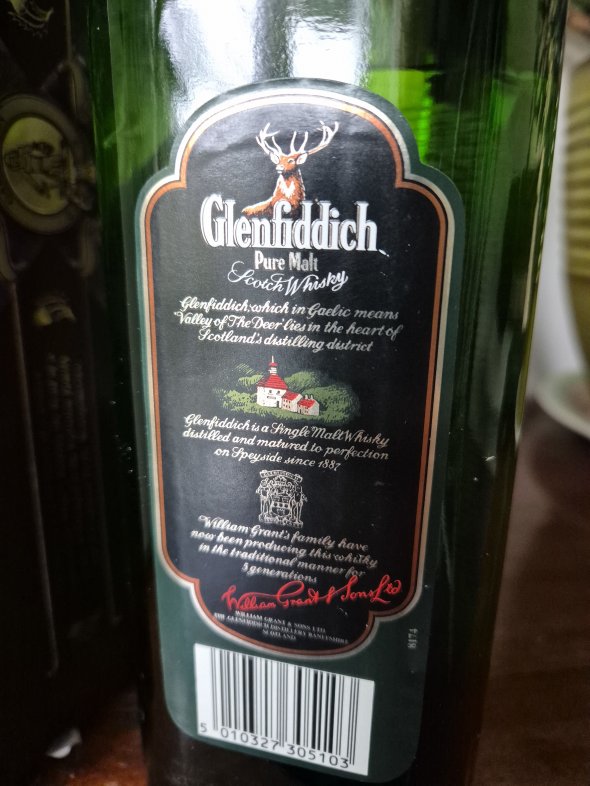 Glenfiddich
Pure Malt
Scotch Whisky
Glenfiddich, which in Gaelic means
Valley of The Deer lies in the heart of
Scotland's distilling district
Glenfiddich is a Single Malt Whisky
distilled and matured to perfection
on Speyside since 1887
William Grant's family have
now been producing this whisky
in the traditional manner for
5 generations
William Grant & Sons Ltd
WILLIAM GRANT & SONS LTD
THE GLENFIDDICH DISTILLERY BANFFSHIRE
SCOTLAND
8174
5 010327 305103